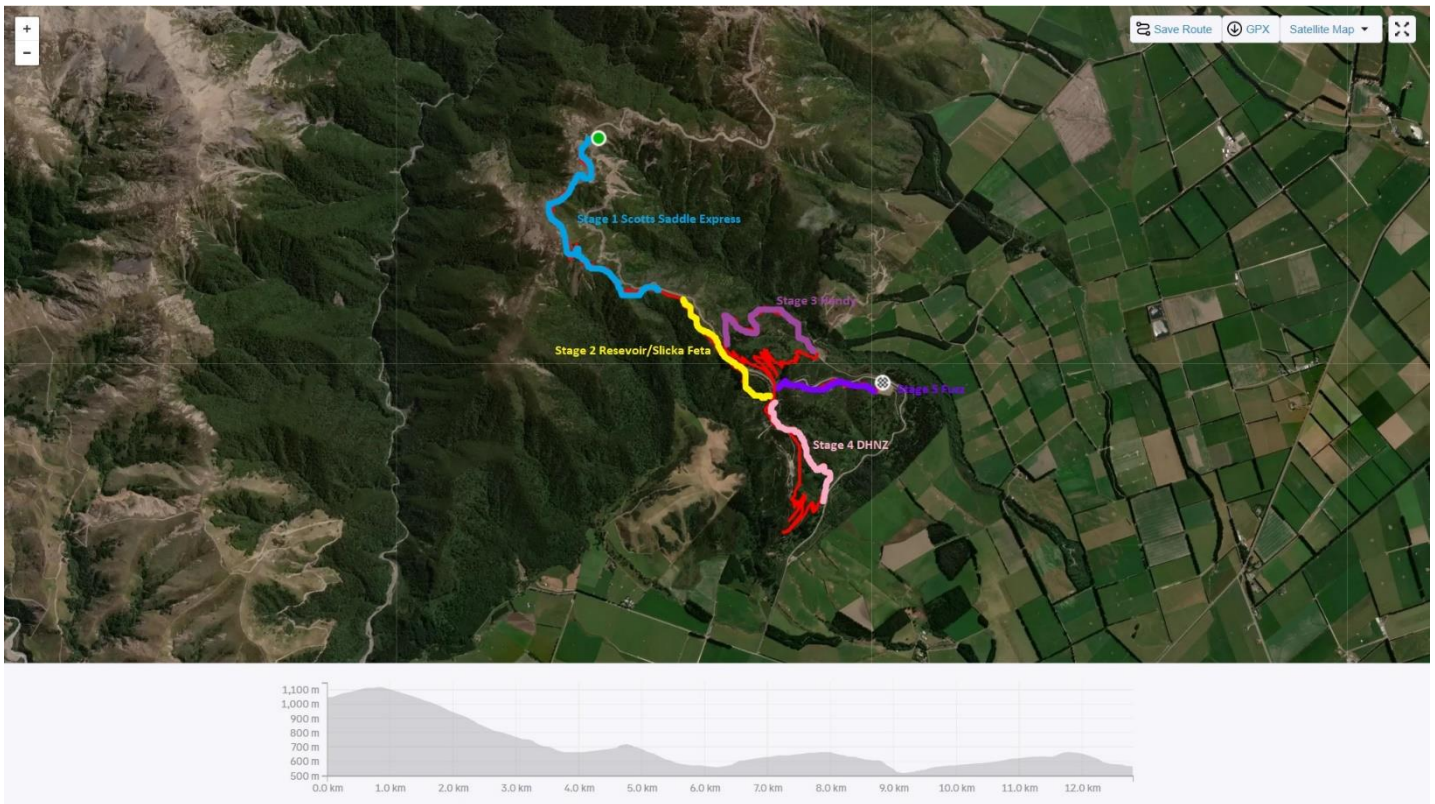 +
−
Save Route
GPX
Satellite Map
Stage 1 Scotts Saddle Express
Stage 3
Stage 2 Resevoir/Slicka Feta
Stage 5
Stage 4 DHNZ
1,100 m
1,000 m
900 m
800 m
700 m
600 m
500 m
0.0 km 1.0 km 2.0 km 3.0 km 4.0 km 5.0 km 6.0 km 7.0 km 8.0 km 9.0 km 10.0 km 11.0 km 12.0 km